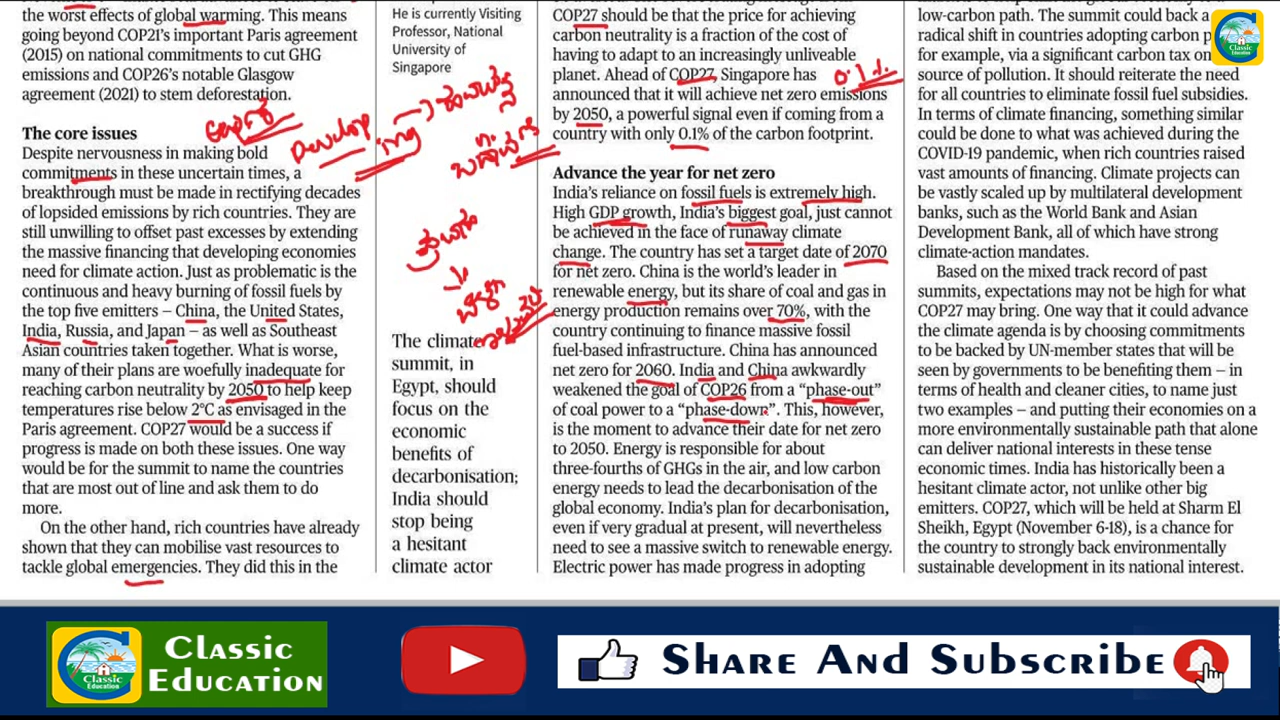 the worst effects of global warming. This means
going beyond COP21's important Paris agreement
(2015) on national commitments to cut GHG
emissions and COP26's notable Glasgow
agreement (2021) to stem deforestation.
The core issues
Despite nervousness in making bold
commitments in these uncertain times, a
breakthrough must be made in rectifying decades
of lopsided emissions by rich countries. They are
still unwilling to offset past excesses by extending
the massive financing that developing economies
need for climate action. Just as problematic is the
continuous and heavy burning of fossil fuels by
the top five emitters – China, the United States,
India, Russia, and Japan – as well as Southeast
Asian countries taken together. What is worse,
many of their plans are woefully inadequate for
reaching carbon neutrality by 2050 to help keep
temperatures rise below 2°C as envisaged in the
Paris agreement. COP27 would be a success if
progress is made on both these issues. One way
would be for the summit to name the countries
that are most out of line and ask them to do
more.
On the other hand, rich countries have already
shown that they can mobilise vast resources to
tackle global emergencies. They did this in the
He is currently Visiting
Professor, National
University of
Singapore
Develop
ing
The climate
summit, in
Egypt, should
focus on the
economic
benefits of
decarbonisation;
India should
stop being
a hesitant
climate actor
COP27 should be that the price for achieving
carbon neutrality is a fraction of the cost of
having to adapt to an increasingly unliveable
planet. Ahead of COP27, Singapore has
0.1%
announced that it will achieve net zero emissions
by 2050, a powerful signal even if coming from a
country with only 0.1% of the carbon footprint.
Advance the year for net zero
India's reliance on fossil fuels is extremely high.
High GDP growth, India's biggest goal, just cannot
be achieved in the face of runaway climate
change. The country has set a target date of 2070
for net zero. China is the world's leader in
renewable energy, but its share of coal and gas in
energy production remains over 70%, with the
country continuing to finance massive fossil
fuel-based infrastructure. China has announced
net zero for 2060. India and China awkwardly
weakened the goal of COP26 from a "phase-out"
of coal power to a "phase-down". This, however,
is the moment to advance their date for net zero
to 2050. Energy is responsible for about
three-fourths of GHGs in the air, and low carbon
energy needs to lead the decarbonisation of the
global economy. India's plan for decarbonisation,
even if very gradual at present, will nevertheless
need to see a massive switch to renewable energy.
Electric power has made progress in adopting
low-carbon path. The summit could back a
radical shift in countries adopting carbon
for example, via a significant carbon tax on
source of pollution. It should reiterate the need
for all countries to eliminate fossil fuel subsidies.
In terms of climate financing, something similar
could be done to what was achieved during the
COVID-19 pandemic, when rich countries raised
vast amounts of financing. Climate projects can
be vastly scaled up by multilateral development
banks, such as the World Bank and Asian
Development Bank, all of which have strong
climate-action mandates.
Based on the mixed track record of past
summits, expectations may not be high for what
COP27 may bring. One way that it could advance
the climate agenda is by choosing commitments
to be backed by UN-member states that will be
seen by governments to be benefiting them – in
terms of health and cleaner cities, to name just
two examples – and putting their economies on a
more environmentally sustainable path that alone
can deliver national interests in these tense
economic times. India has historically been a
hesitant climate actor, not unlike other big
emitters. COP27, which will be held at Sharm El
Sheikh, Egypt (November 6-18), is a chance for
the country to strongly back environmentally
sustainable development in its national interest.
Classic
Education
Classic
Education
Classic
Education
Share And Subscribe